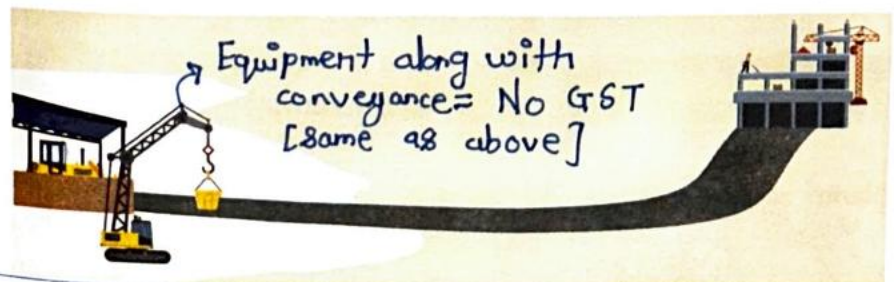 Equipment along with
conveyance = No GST
[same as above]